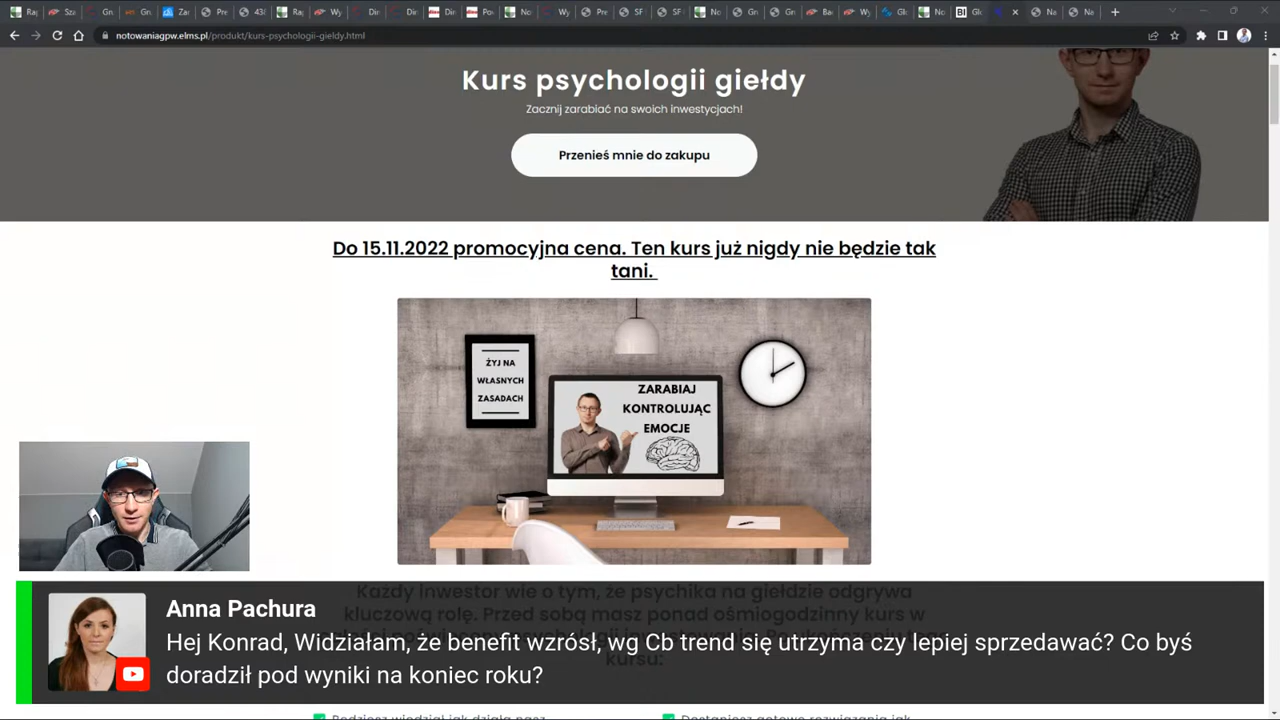 notowaniagpw.elms.pl/produkt/kurs-psychologii-gieldy.html
Kurs psychologii giełdy
Zacznij zarabiać na swoich inwestycjach!
Przenieś mnie do zakupu
Do 15.11.2022 promocyjna cena. Ten kurs już nigdy nie będzie tak
tani.
ŻYJ NA
WŁASNYCH
ZASADACH
ZARABIAJ
KONTROLUJĄC
EMOCJE
Każdy Inwestor wie o tym, że psychika na giełdzie odgrywa
kluczową rolę. Przed sobą masz ponad ośmiogodzinny kurs w
kursu:
Anna Pachura
Hej Konrad, Widziałam, że benefit wzrósł, wg Cb trend się utrzyma czy lepiej sprzedawać? Co byś
doradził pod wyniki na koniec roku?